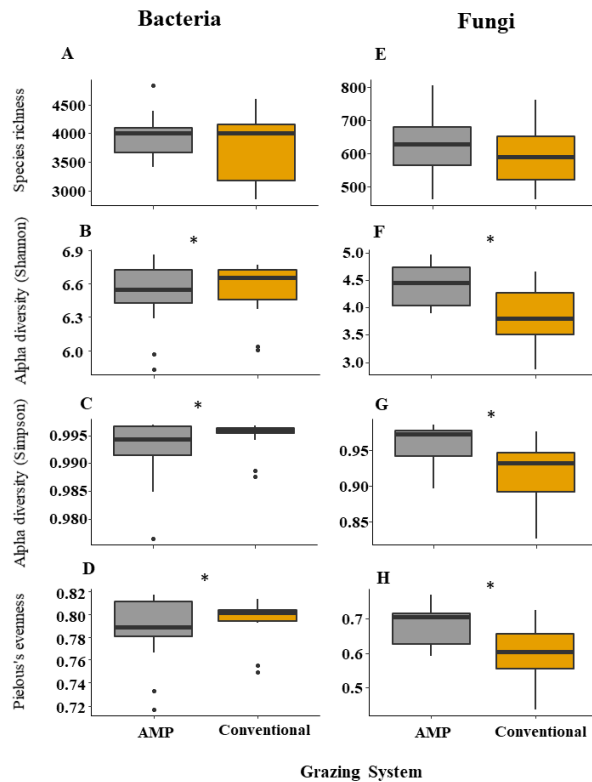 Bacteria
Fungi
A
E
Species richness
4500
4000
3500
3000
800
700
600
500
B
*
F
*
Alpha diversity (Shannon)
6.9
6.6
6.3
6.0
5.0
4.5
4.0
3.5
3.0
C
*
G
*
Alpha diversity (Simpson)
0.995
0.990
0.985
0.980
0.95
0.90
0.85
D
*
H
*
Pielous's evenness
0.82
0.80
0.78
0.76
0.74
0.72
0.7
0.6
0.5
AMP
Conventional
AMP
Conventional
Grazing System